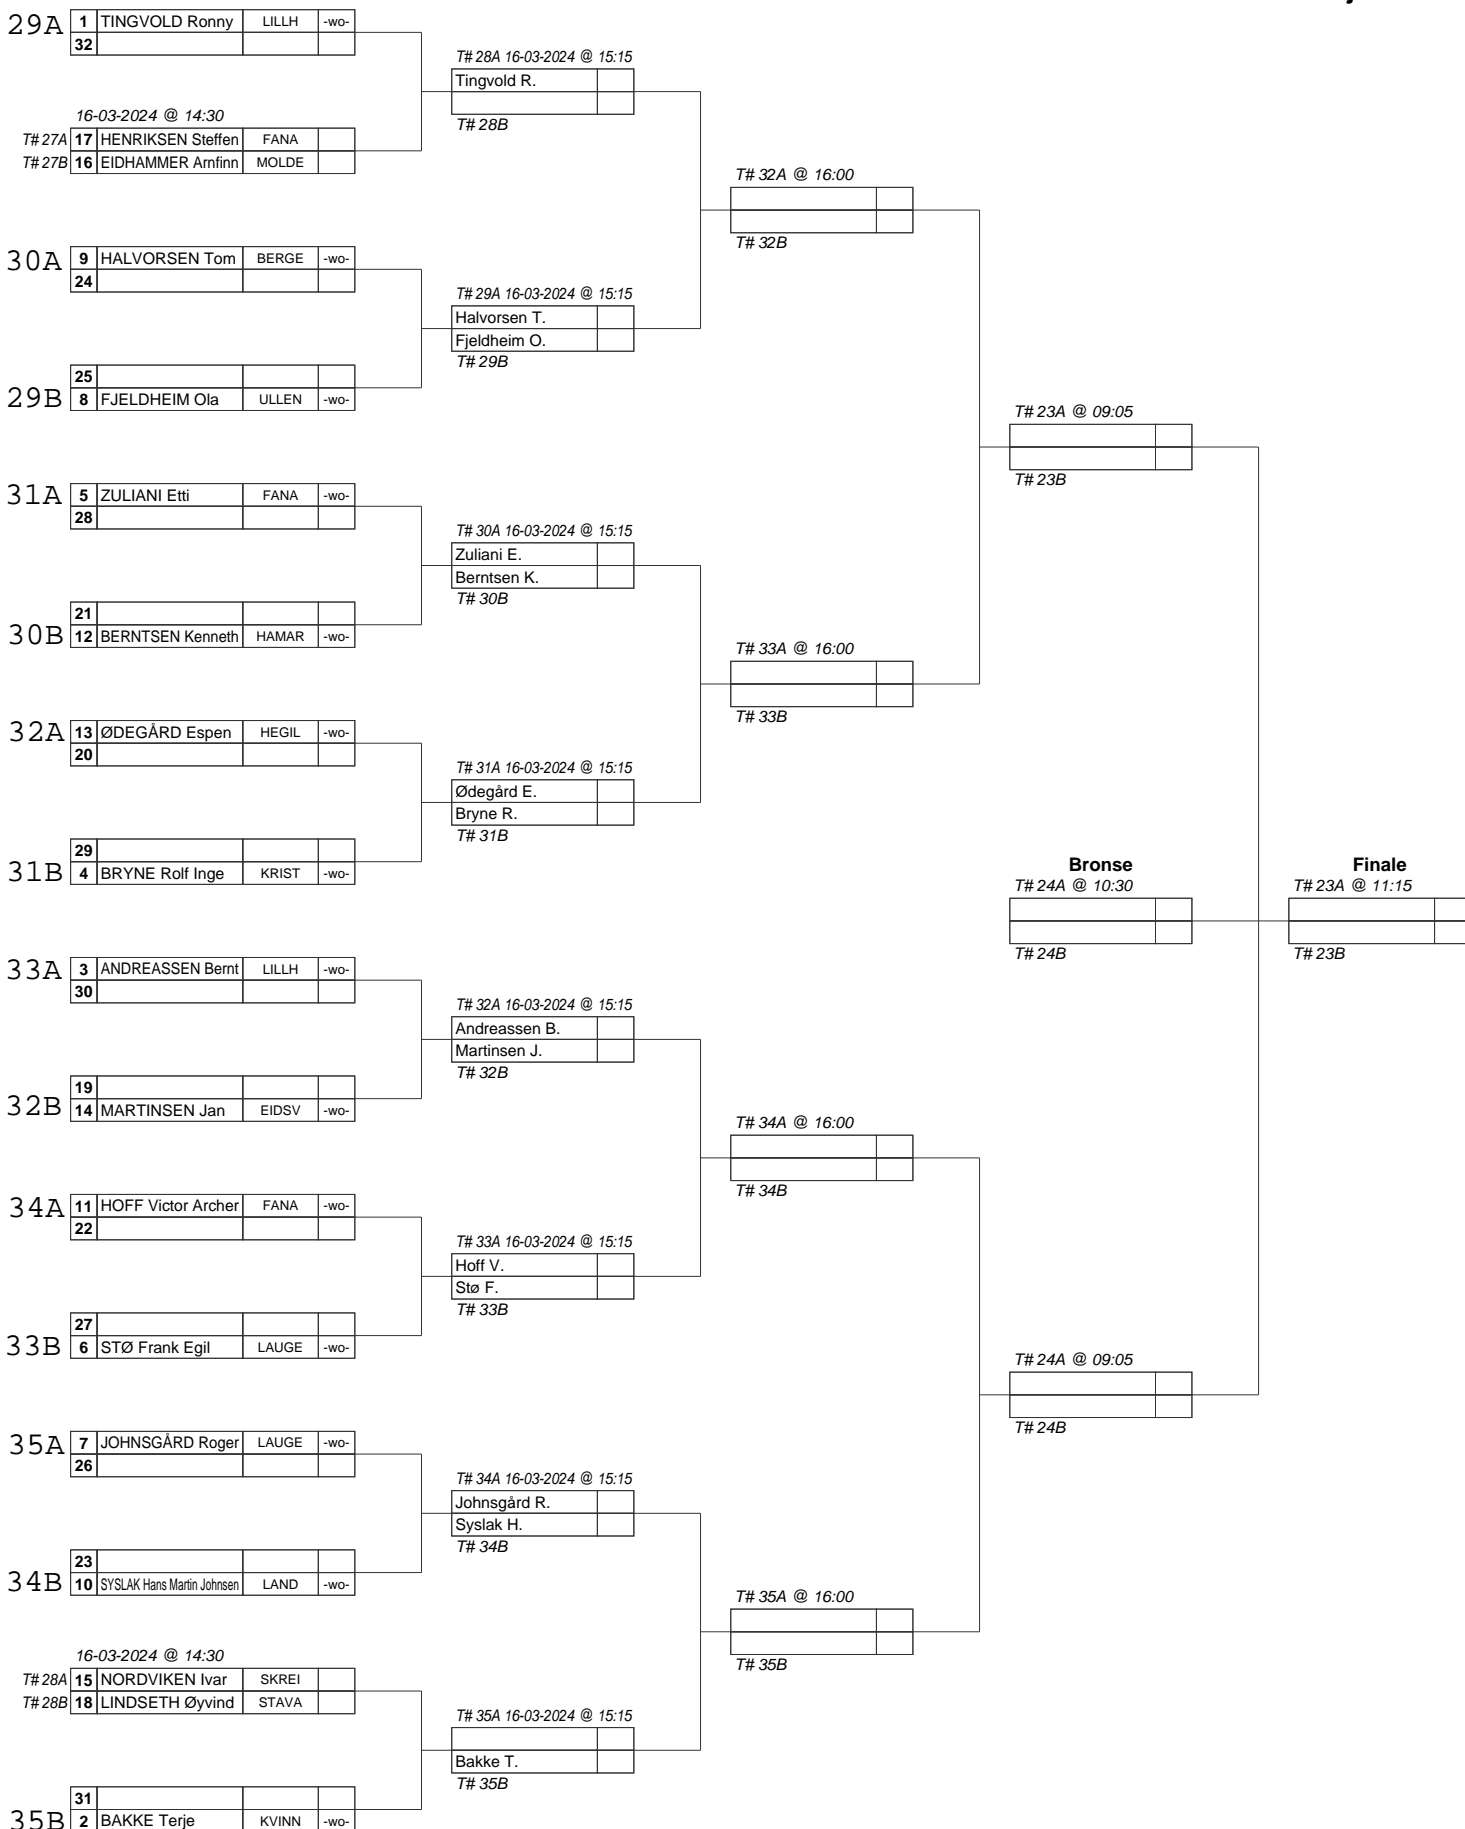 29A 1 TINGVOLD Ronny LILLH -wo-
32
T# 28A 16-03-2024 @ 15:15
Tingvold R.
T# 28B
16-03-2024 @ 14:30
T# 27A 17 HENRIKSEN Steffen FANA
T# 27B 16 EIDHAMMER Arnfinn MOLDE
T# 32A @ 16:00
T# 32B
30A 9 HALVORSEN Tom BERGE -wo-
24
T# 29A 16-03-2024 @ 15:15
Halvorsen T.
Fjeldheim O.
T# 29B
25
29B 8 FJELDHEIM Ola ULLEN -wo-
T# 23A @ 09:05
T# 23B
31A 5 ZULIANI Etti FANA -wo-
28
T# 30A 16-03-2024 @ 15:15
Zuliani E.
Berntsen K.
T# 30B
21
30B 12 BERNTSEN Kenneth HAMAR -wo-
T# 33A @ 16:00
T# 33B
32A 13 ØDEGÅRD Espen HEGIL -wo-
20
T# 31A 16-03-2024 @ 15:15
Ødegård E.
Bryne R.
T# 31B
29
31B 4 BRYNE Rolf Inge KRIST -wo-
Bronse
T# 24A @ 10:30
T# 24B
Finale
T# 23A @ 11:15
T# 23B
33A 3 ANDREASSEN Bernt LILLH -wo-
30
T# 32A 16-03-2024 @ 15:15
Andreassen B.
Martinsen J.
T# 32B
19
32B 14 MARTINSEN Jan EIDSV -wo-
T# 34A @ 16:00
T# 34B
34A 11 HOFF Victor Archer FANA -wo-
22
T# 33A 16-03-2024 @ 15:15
Hoff V.
Stø F.
T# 33B
27
33B 6 STØ Frank Egil LAUGE -wo-
T# 24A @ 09:05
T# 24B
35A 7 JOHNSGÅRD Roger LAUGE -wo-
26
T# 34A 16-03-2024 @ 15:15
Johnsgård R.
Syslak H.
T# 34B
23
34B 10 SYSLAK Hans Martin Johnsen LAND -wo-
T# 35A @ 16:00
T# 35B
16-03-2024 @ 14:30
T# 28A 15 NORDVIKEN Ivar SKREI
T# 28B 18 LINDSETH Øyvind STAVA
T# 35A 16-03-2024 @ 15:15
Bakke T.
T# 35B
31
35B 2 BAKKE Terje KVINN -wo-